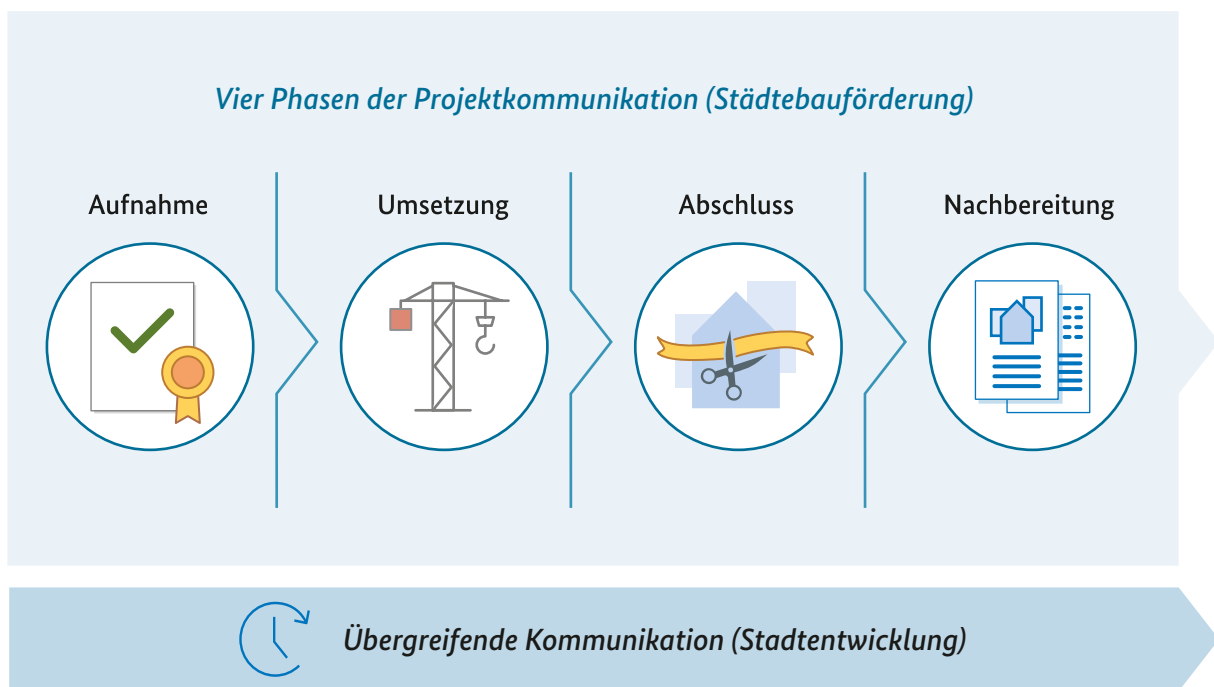 Vier Phasen der Projektkommunikation (Städtebauförderung)
Aufnahme
Umsetzung
Abschluss
Nachbereitung
Übergreifende Kommunikation (Stadtentwicklung)